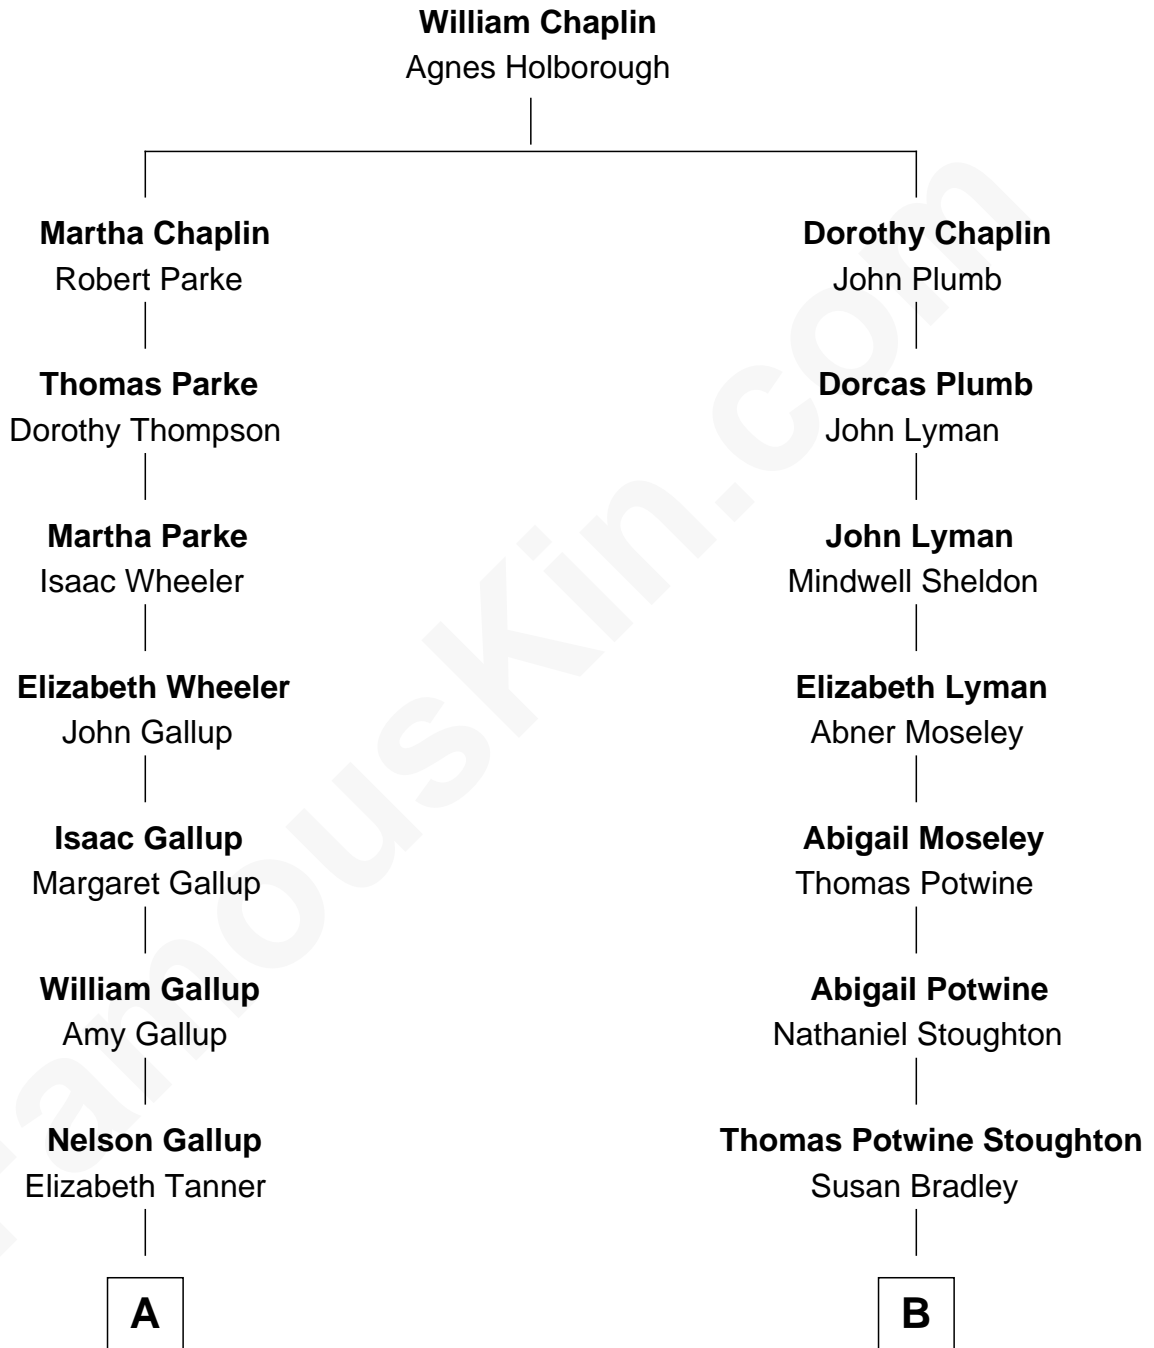 William Chaplin
Agnes Holborough
Martha Chaplin
Robert Parke
Dorothy Chaplin
John Plumb
Thomas Parke
Dorothy Thompson
Dorcas Plumb
John Lyman
Martha Parke
Isaac Wheeler
John Lyman
Mindwell Sheldon
Elizabeth Wheeler
John Gallup
Elizabeth Lyman
Abner Moseley
Isaac Gallup
Margaret Gallup
Abigail Moseley
Thomas Potwine
William Gallup
Amy Gallup
Abigail Potwine
Nathaniel Stoughton
Nelson Gallup
Elizabeth Tanner
Thomas Potwine Stoughton
Susan Bradley
A
B
FamousKin.com